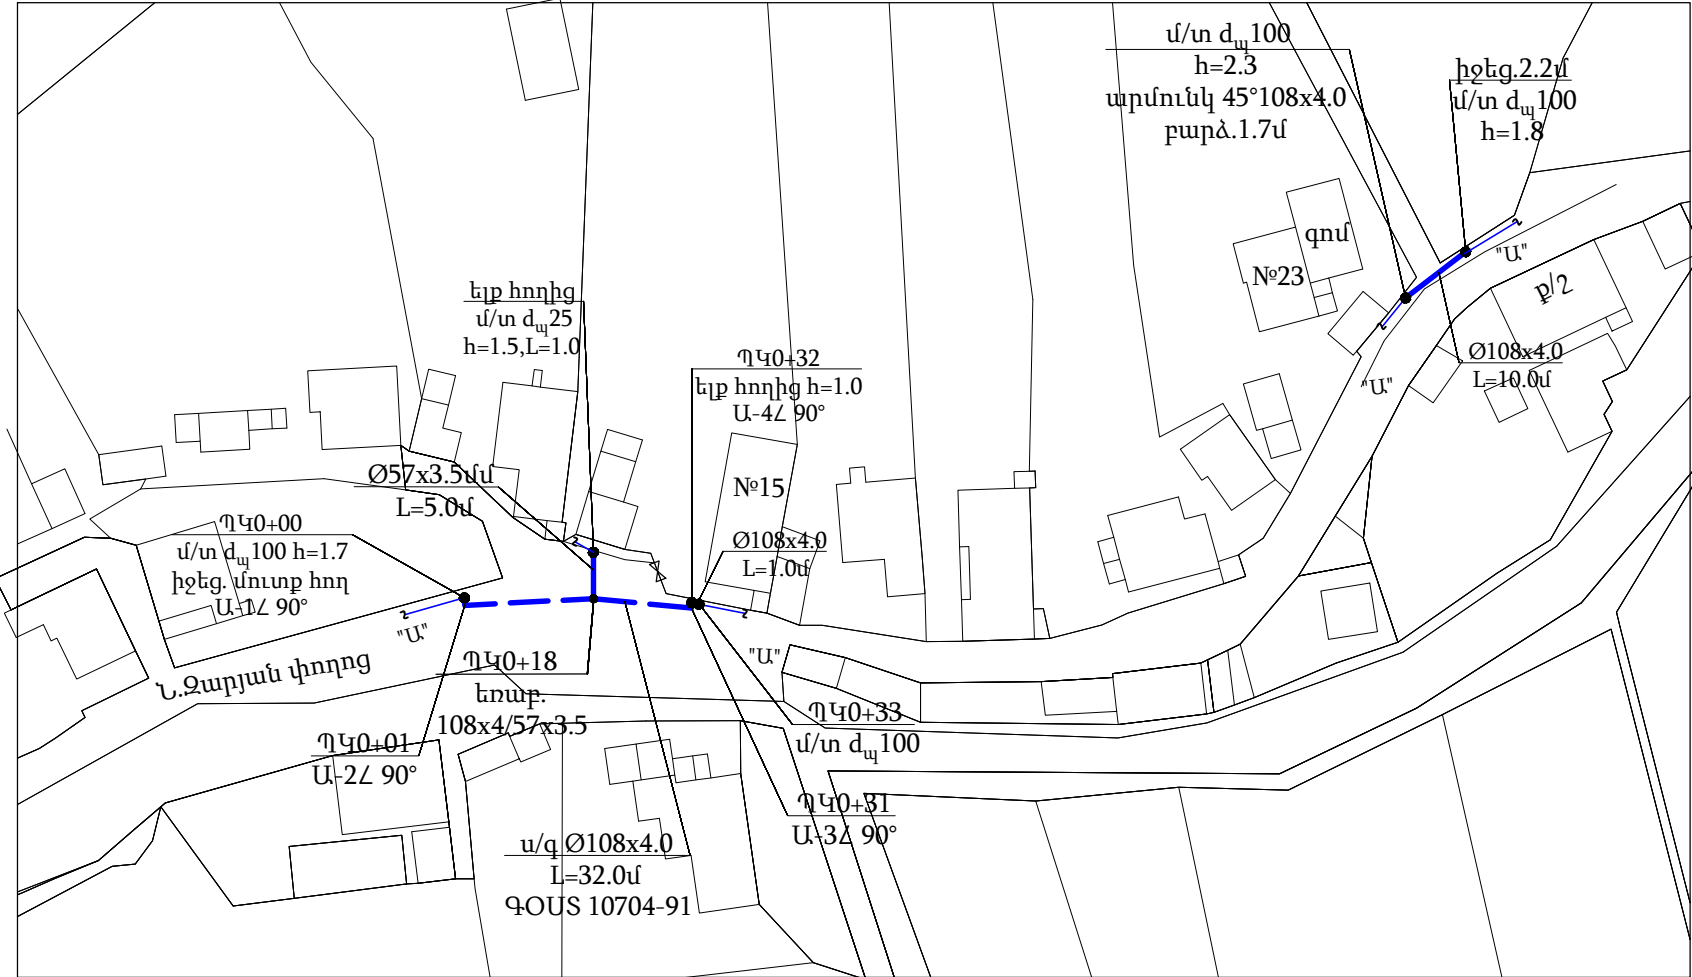 մ/տ dպ100
h=2.3
արմունկ 45°108x4.0
բարձ.1.7մ
իջեց.2.2մ
մ/տ dպ100
h=1.8
գոմ
№23
"Ա"
ք/2
Ø108x4.0
L=10.0մ
"Ա"
ելք հողից
մ/տ dպ25
h=1.5,L=1.0
ՊԿ0+32
ելք հողից h=1.0
Ա-4∠ 90°
Ø57x3.5մմ
L=5.0մ
№15
ՊԿ0+00
մ/տ dպ100 h=1.7
իջեց. մուտք հող
Ա-1∠ 90°
Ø108x4.0
L=1.0մ
"Ա"
Ն.Զարյան փողոց
ՊԿ0+18
եռաբ.
108x4/57x3.5
"Ա"
ՊԿ0+33
մ/տ dպ100
ՊԿ0+01
Ա-2∠ 90°
ՊԿ0+31
Ա-3∠ 90°
ս/գ Ø108x4.0
L=32.0մ
ԳՕՍՏ 10704-91